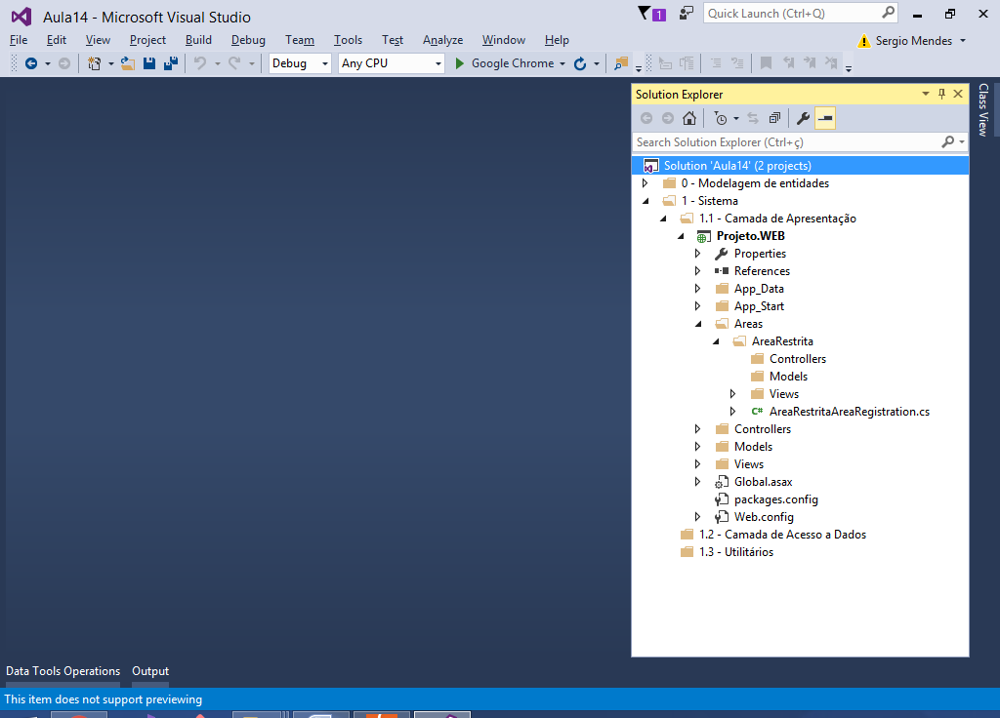 Aula14 - Microsoft Visual Studio
1
Quick Launch (Ctrl+Q)
File Edit View Project Build Debug Team Tools Test Analyze Window Help
Sergio Mendes
Debug Any CPU Google Chrome
Solution Explorer
Class View
Search Solution Explorer (Ctrl+ç)
Solution 'Aula14' (2 projects)
0 - Modelagem de entidades
1 - Sistema
1.1 - Camada de Apresentação
Projeto.WEB
Properties
References
App_Data
App_Start
Areas
AreaRestrita
Controllers
Models
Views
C# AreaRestritaAreaRegistration.cs
Controllers
Models
Views
Global.asax
packages.config
Web.config
1.2 - Camada de Acesso a Dados
1.3 - Utilitários
Data Tools Operations Output
This item does not support previewing